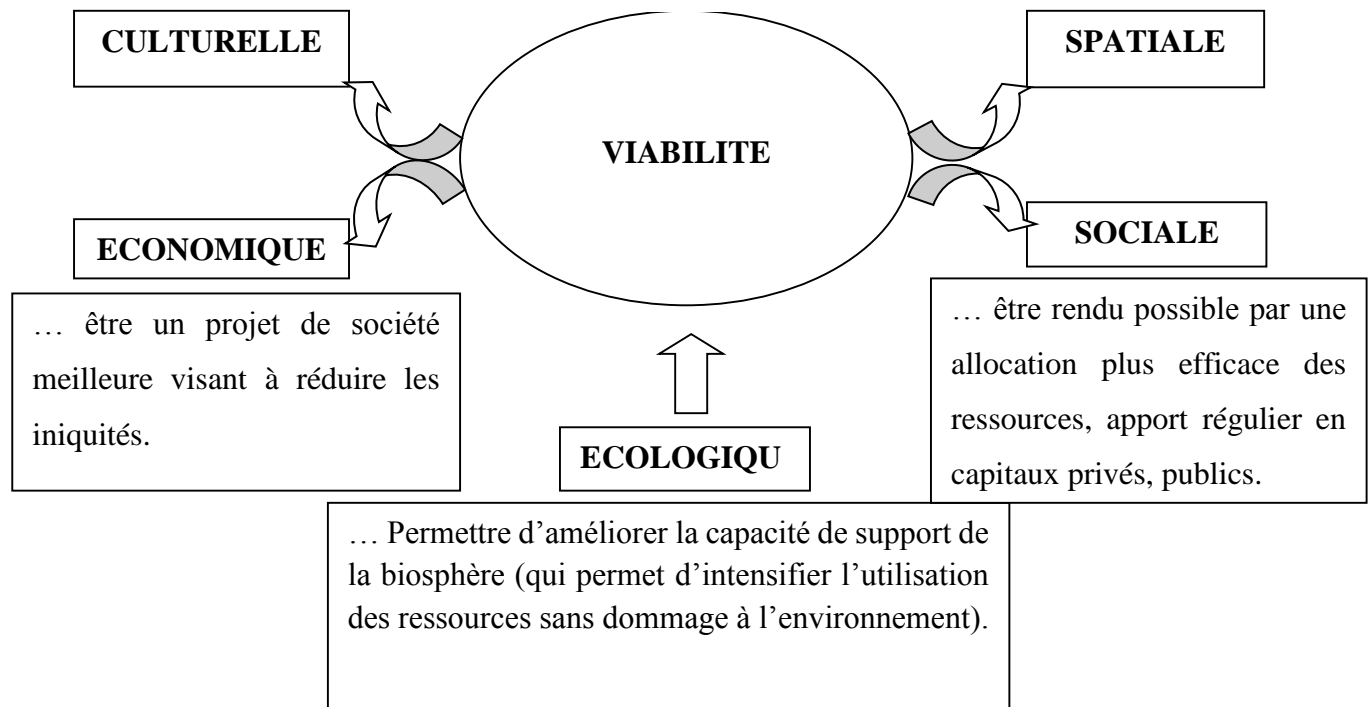 CULTURELLE
SPATIALE
VIABILITE
ECONOMIQUE
SOCIALE
… être un projet de société
meilleure visant à réduire les
iniquités.
… être rendu possible par une
allocation plus efficace des
ressources, apport régulier en
capitaux privés, publics.
ECOLOGIQU
… Permettre d’améliorer la capacité de support de
la biosphère (qui permet d’intensifier l’utilisation
des ressources sans dommage à l’environnement).